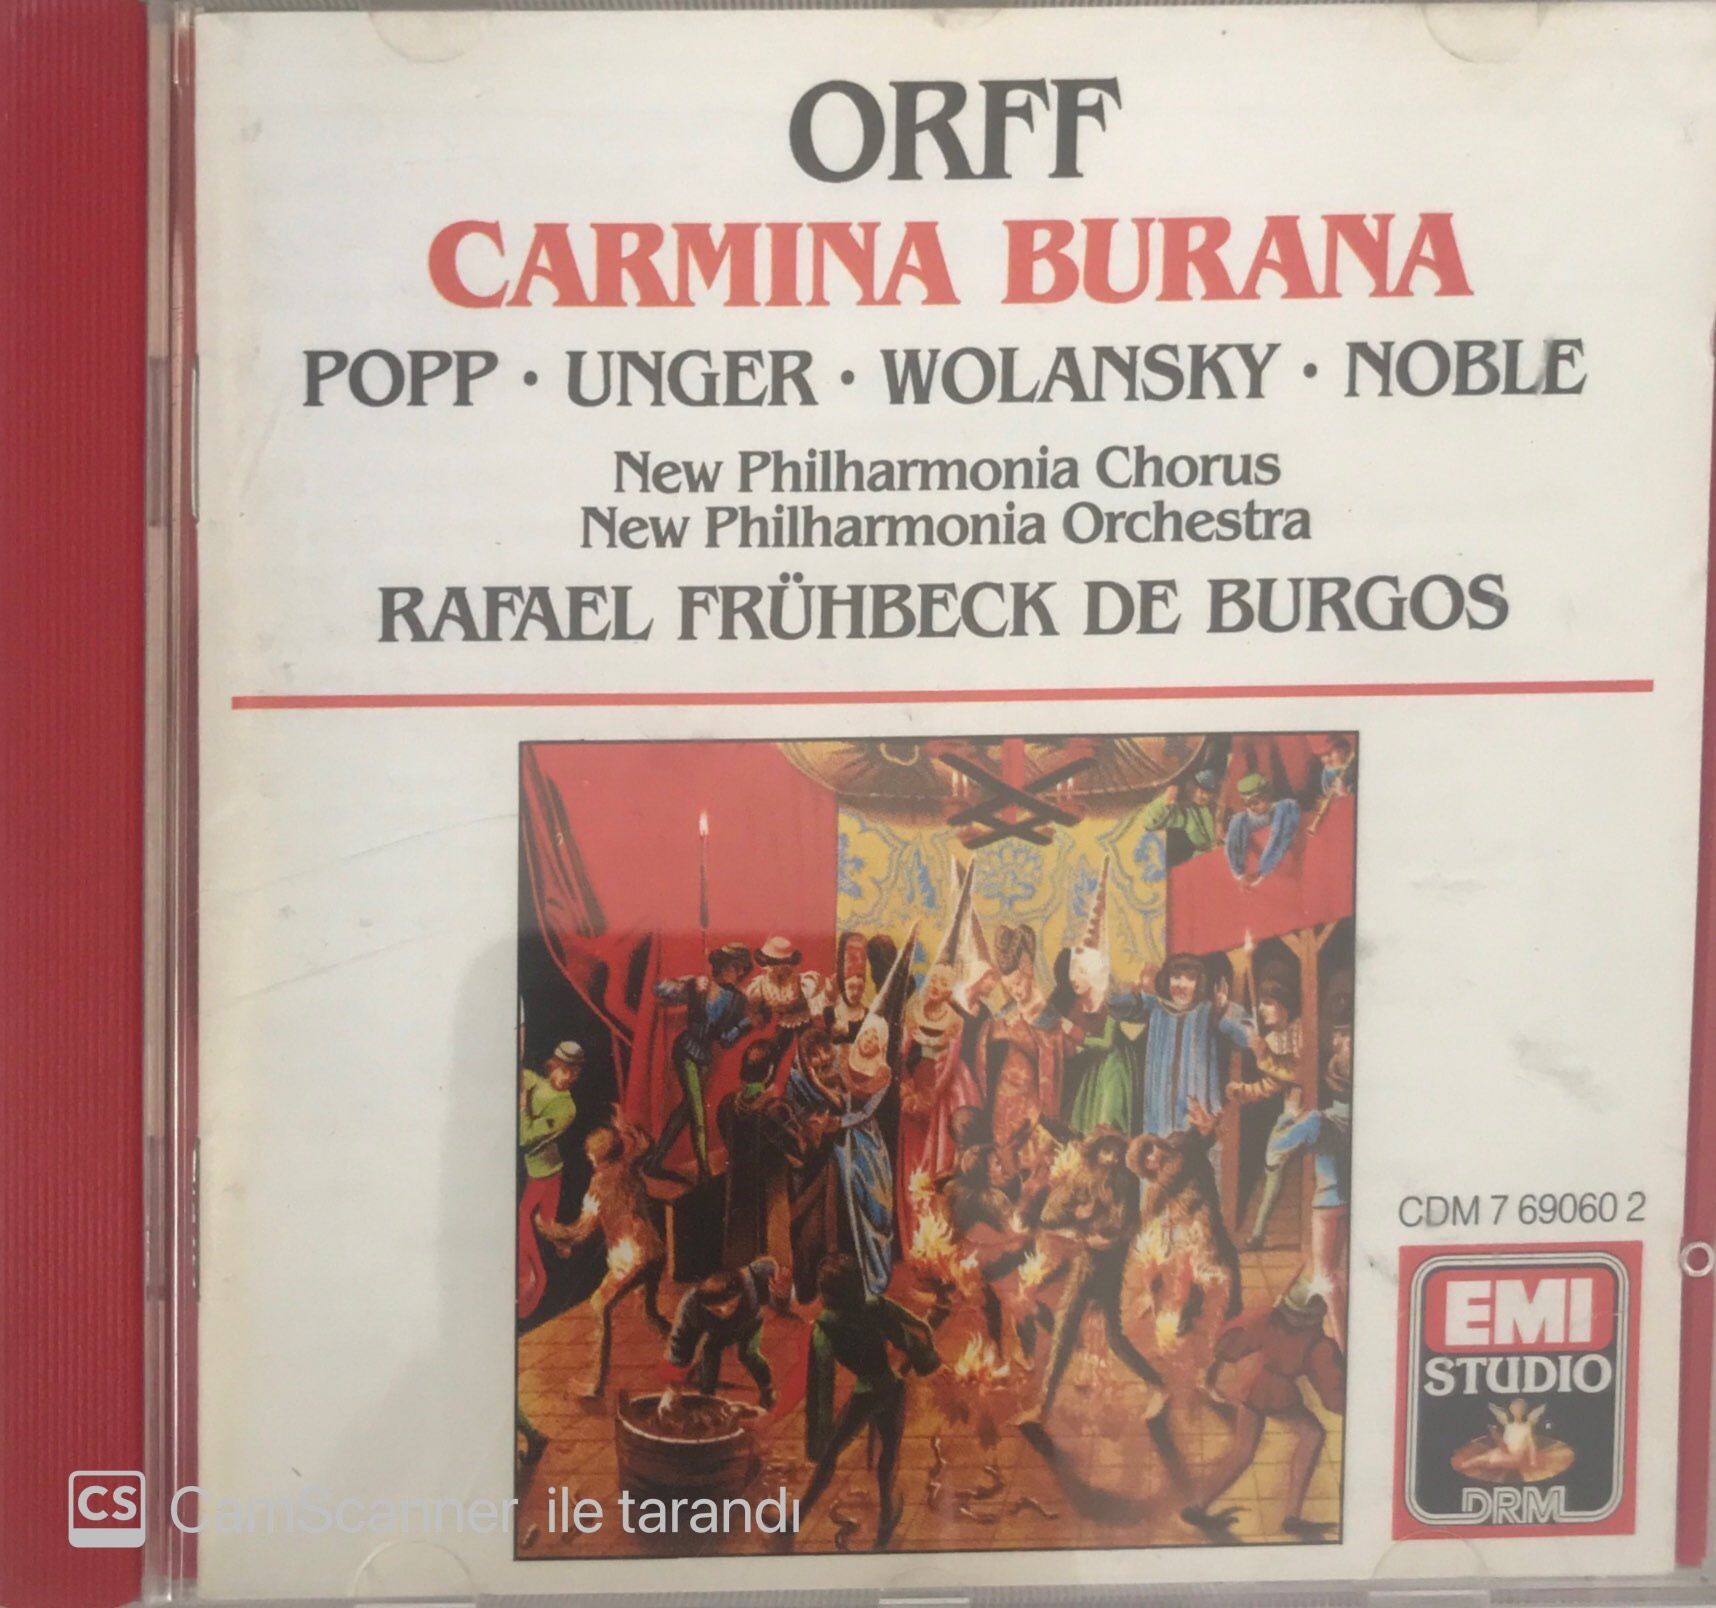 ORFF
CARMINA BURANA
POPP · UNGER · WOLANSKY · NOBLE
New Philharmonia Chorus
New Philharmonia Orchestra
RAFAEL FRÜHBECK DE BURGOS
CDM 7 69060 2
EMI
STUDIO
DRM
CS CamScanner ile tarandı